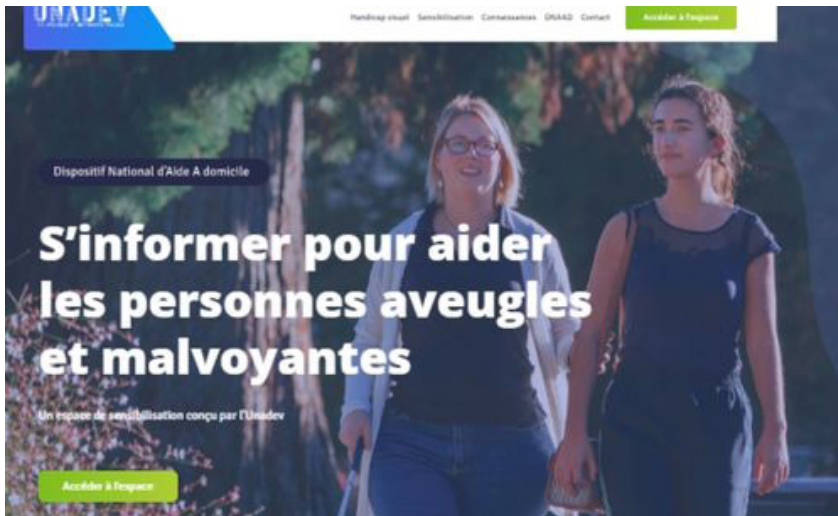 UNADEV
Handicap visuel Sensibilisation Connaissances DNAAD Contact Accéder à l'espace
Dispositif National d'Aide A domicile
S'informer pour aider
les personnes aveugles
et malvoyantes
Un espace de sensibilisation conçu par l'Unadev
Accéder à l'espace